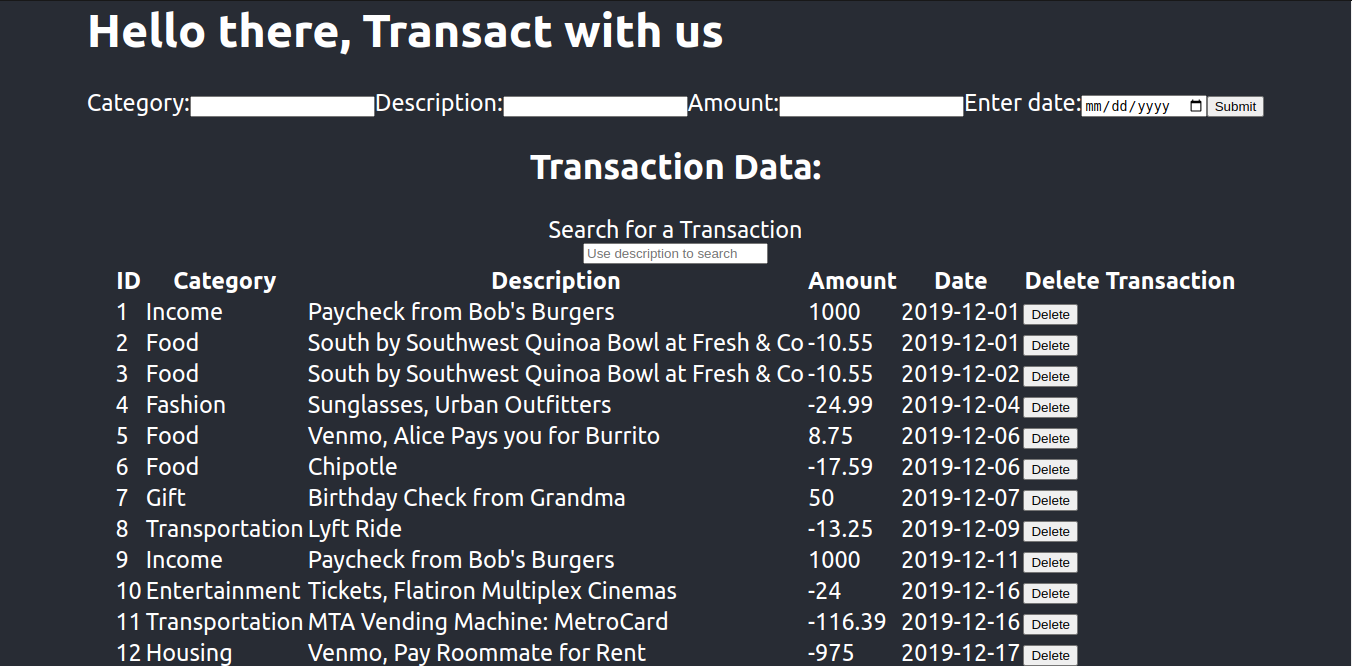 Hello there, Transact with us
Category: Description: Amount: Enter date: mm/dd/yyyy Submit
Transaction Data:
Search for a Transaction
Use description to search
ID Category Description Amount Date Delete Transaction
1 Income Paycheck from Bob's Burgers 1000 2019-12-01 Delete
2 Food South by Southwest Quinoa Bowl at Fresh & Co -10.55 2019-12-01 Delete
3 Food South by Southwest Quinoa Bowl at Fresh & Co -10.55 2019-12-02 Delete
4 Fashion Sunglasses, Urban Outfitters -24.99 2019-12-04 Delete
5 Food Venmo, Alice Pays you for Burrito 8.75 2019-12-06 Delete
6 Food Chipotle -17.59 2019-12-06 Delete
7 Gift Birthday Check from Grandma 50 2019-12-07 Delete
8 Transportation Lyft Ride -13.25 2019-12-09 Delete
9 Income Paycheck from Bob's Burgers 1000 2019-12-11 Delete
10 Entertainment Tickets, Flatiron Multiplex Cinemas -24 2019-12-16 Delete
11 Transportation MTA Vending Machine: MetroCard -116.39 2019-12-16 Delete
12 Housing Venmo, Pay Roommate for Rent -975 2019-12-17 Delete